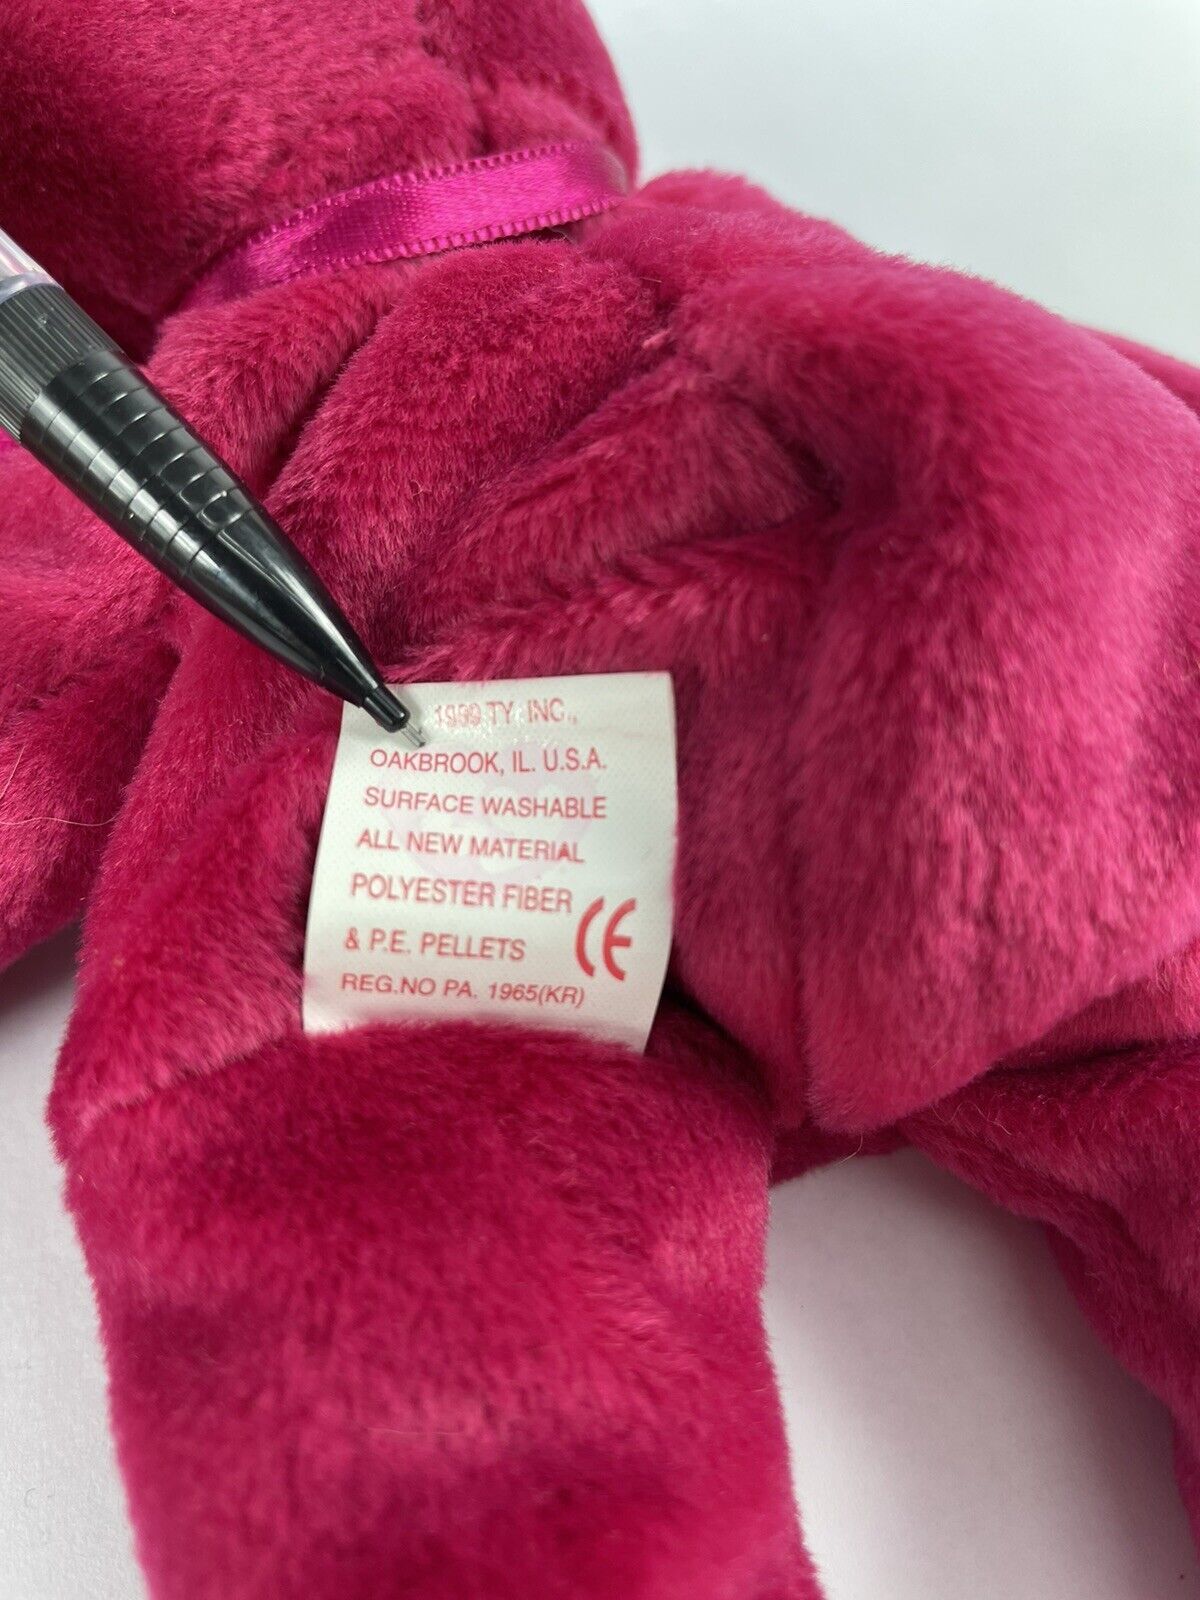 1999 TY INC.,
OAKBROOK, IL. U.S.A.
SURFACE WASHABLE
ALL NEW MATERIAL
POLYESTER FIBER
& P.E. PELLETS
CE
REG.NO PA. 1965(KR)